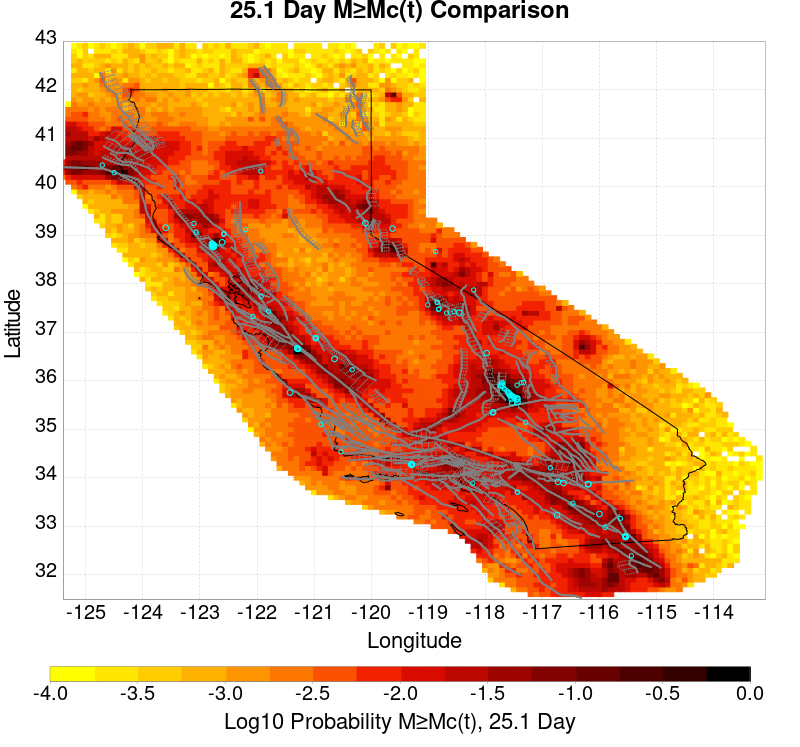 25.1 Day M≥Mc(t) Comparison
43
42
41
40
39
38
37
36
35
34
33
32
Latitude
-125 -124 -123 -122 -121 -120 -119 -118 -117 -116 -115 -114
Longitude
-4.0 -3.5 -3.0 -2.5 -2.0 -1.5 -1.0 -0.5 0.0
Log10 Probability M≥Mc(t), 25.1 Day